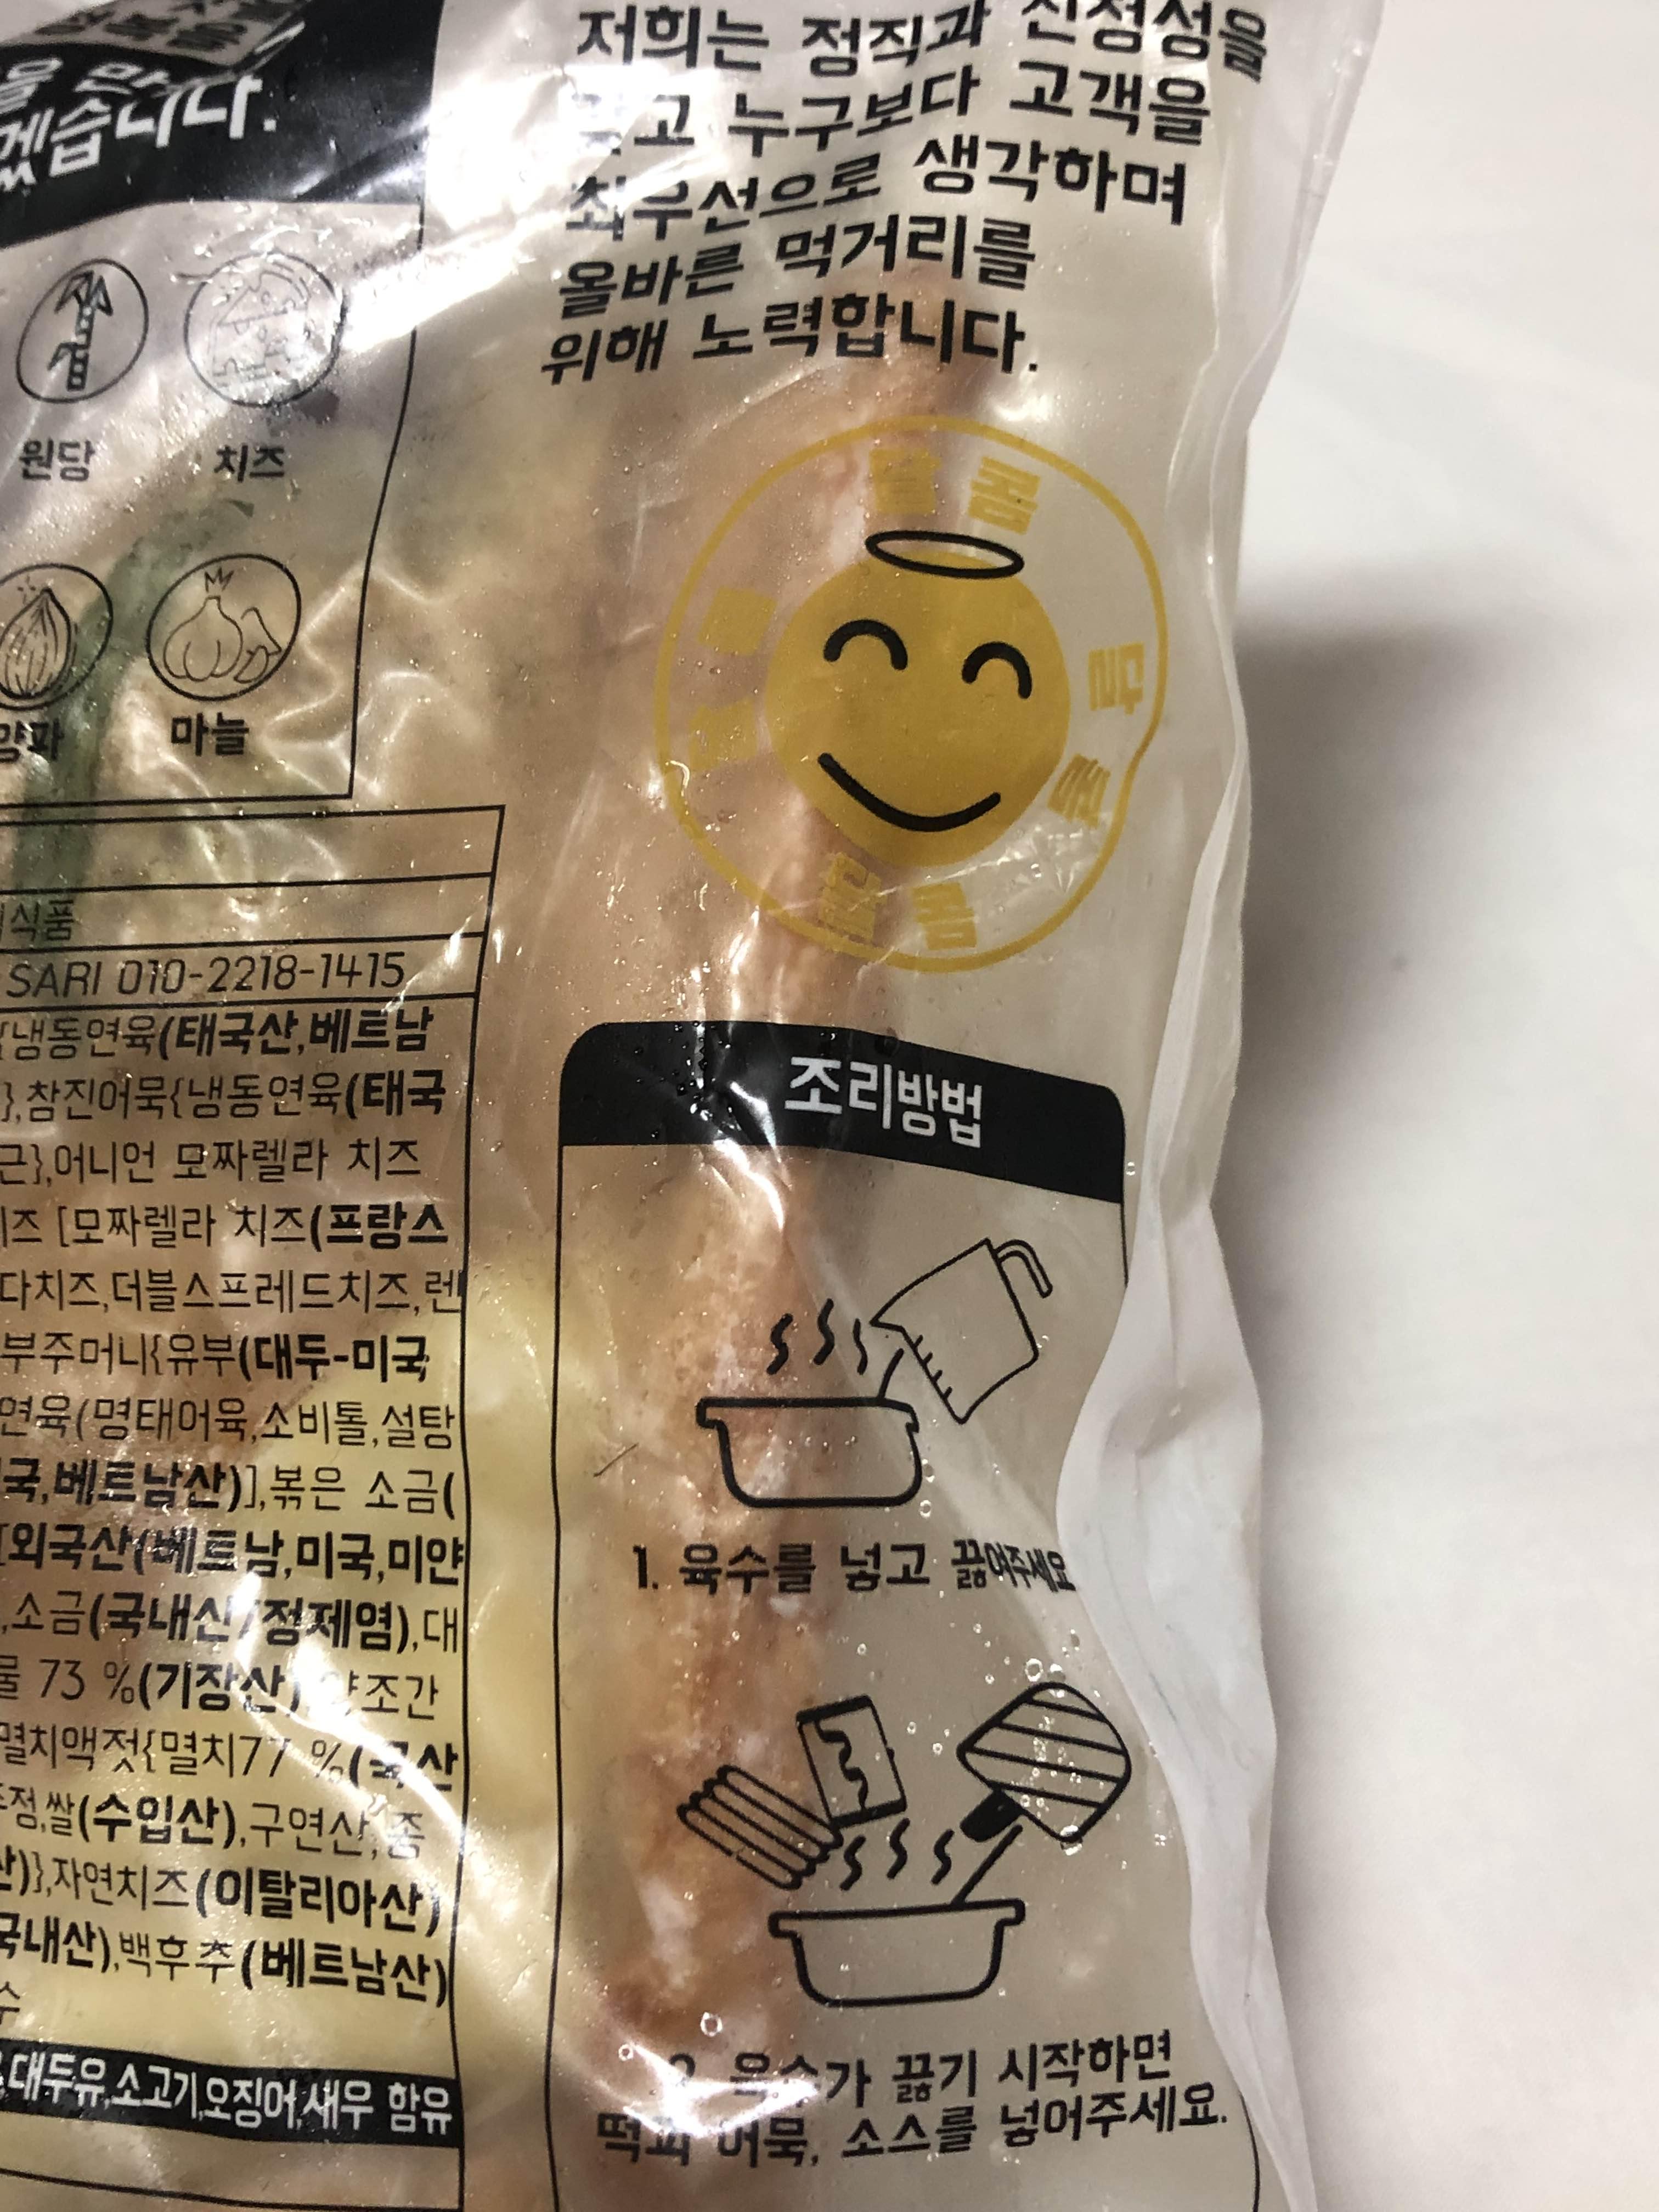 겠습니다.
원당
치즈
양파
마늘
식품
SARI 010-2218-1415
{냉동연육(태국산,베트남
},참진어묵{냉동연육(태국
근},어니언 모짜렐라 치즈
치즈 [모짜렐라 치즈(프랑스
다치즈,더블스프레드치즈,렌
부주머니{유부(대두-미국
연육(명태어육,소비톨,설탕
국,베트남산)],볶은 소금(
[외국산(베트남,미국,미얀
,소금(국내산/정제염),대
물 73 %(기장산) 양조간
멸치액젓{멸치77 %(국산
주정,쌀(수입산),구연산,
산)},자연치즈(이탈리아산)
국내산),백후추(베트남산)
수
,대두유,소고기,오징어,새우 함유
저희는 정직과 진정성을
누구보다 고객을
최우선으로 생각하며
올바른 먹거리를
위해 노력합니다.
달콤
달콤
조리방법
1. 육수를 넣고 끓여주세요
2. 육수가 끓기 시작하면
떡과 어묵, 소스를 넣어주세요.